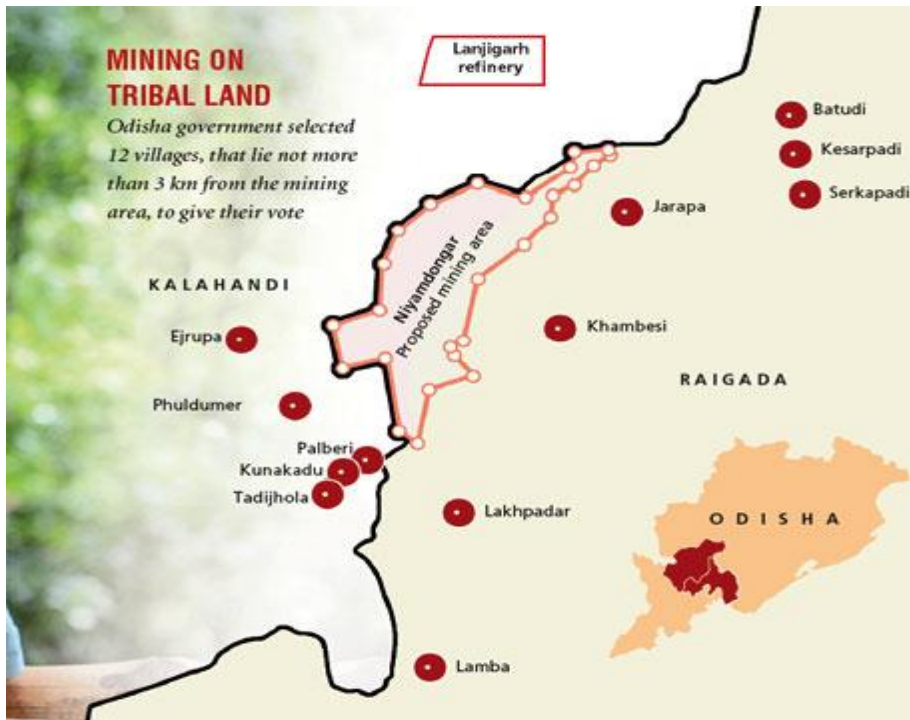 MINING ON
TRIBAL LAND
Odisha government selected
12 villages, that lie not more
than 3 km from the mining
area, to give their vote
Lanjigarh
refinery
Batudi
Kesarpadi
Serkapadi
Jarapa
Niyamdongar
Proposed mining area
KALAHANDI
Ejrupa
Khambesi
RAIGADA
Phuldumer
Palberi
Kunakadu
Tadijhola
Lakhpadar
ODISHA
Lamba